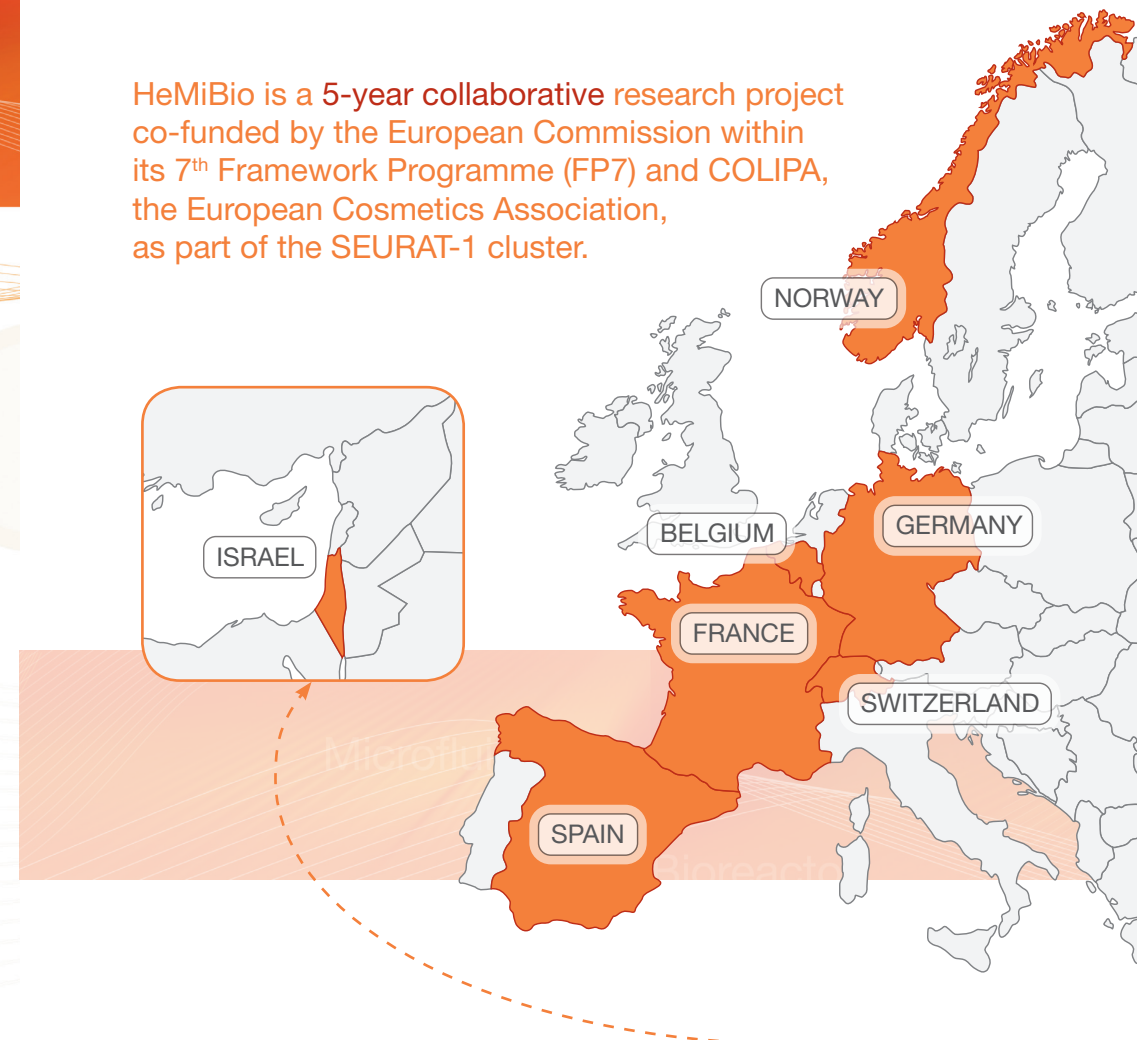 HeMiBio is a 5-year collaborative research project
co-funded by the European Commission within
its 7th Framework Programme (FP7) and COLIPA,
the European Cosmetics Association,
as part of the SEURAT-1 cluster.
NORWAY
ISRAEL
BELGIUM
GERMANY
FRANCE
SWITZERLAND
SPAIN